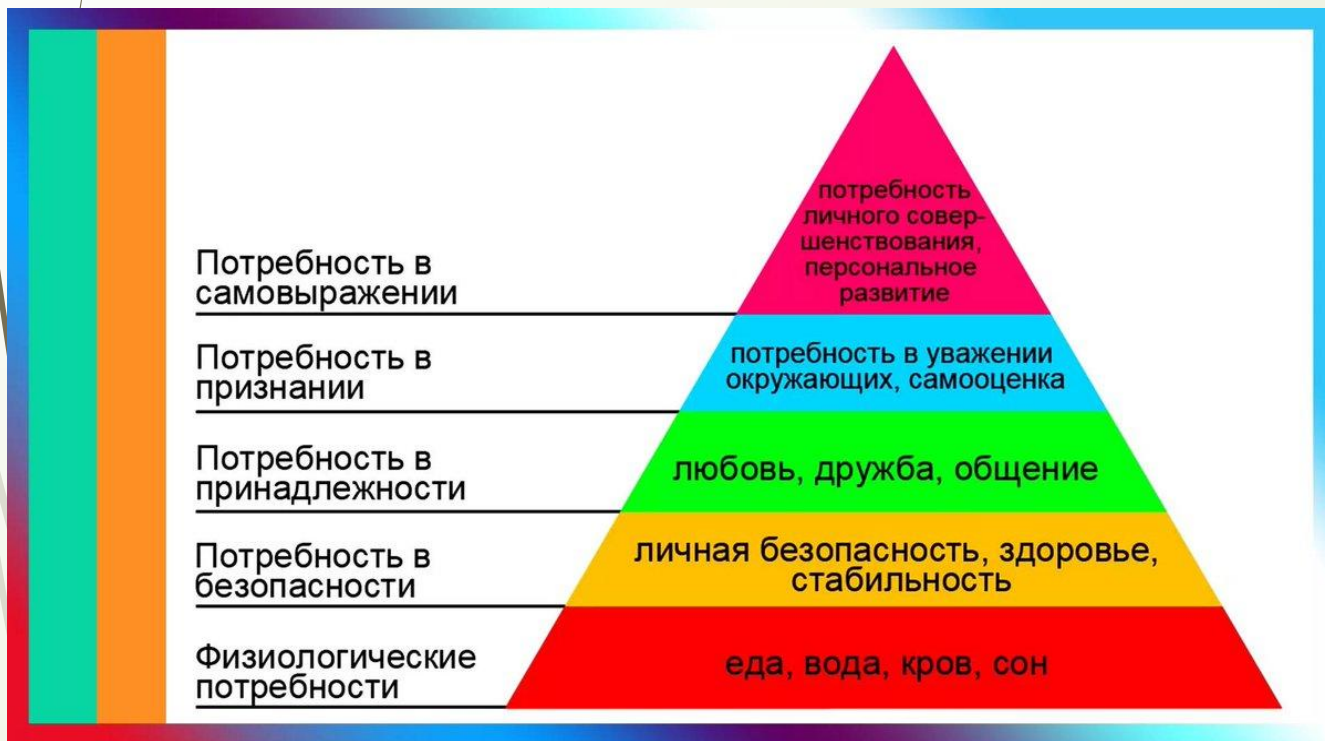 потребность
личного совер-
шенствования,
персональное
развитие
Потребность в
самовыражении
потребность в уважении
окружающих, самооценка
Потребность в
признании
любовь, дружба, общение
Потребность в
принадлежности
личная безопасность, здоровье,
стабильность
Потребность в
безопасности
еда, вода, кров, сон
Физиологические
потребности